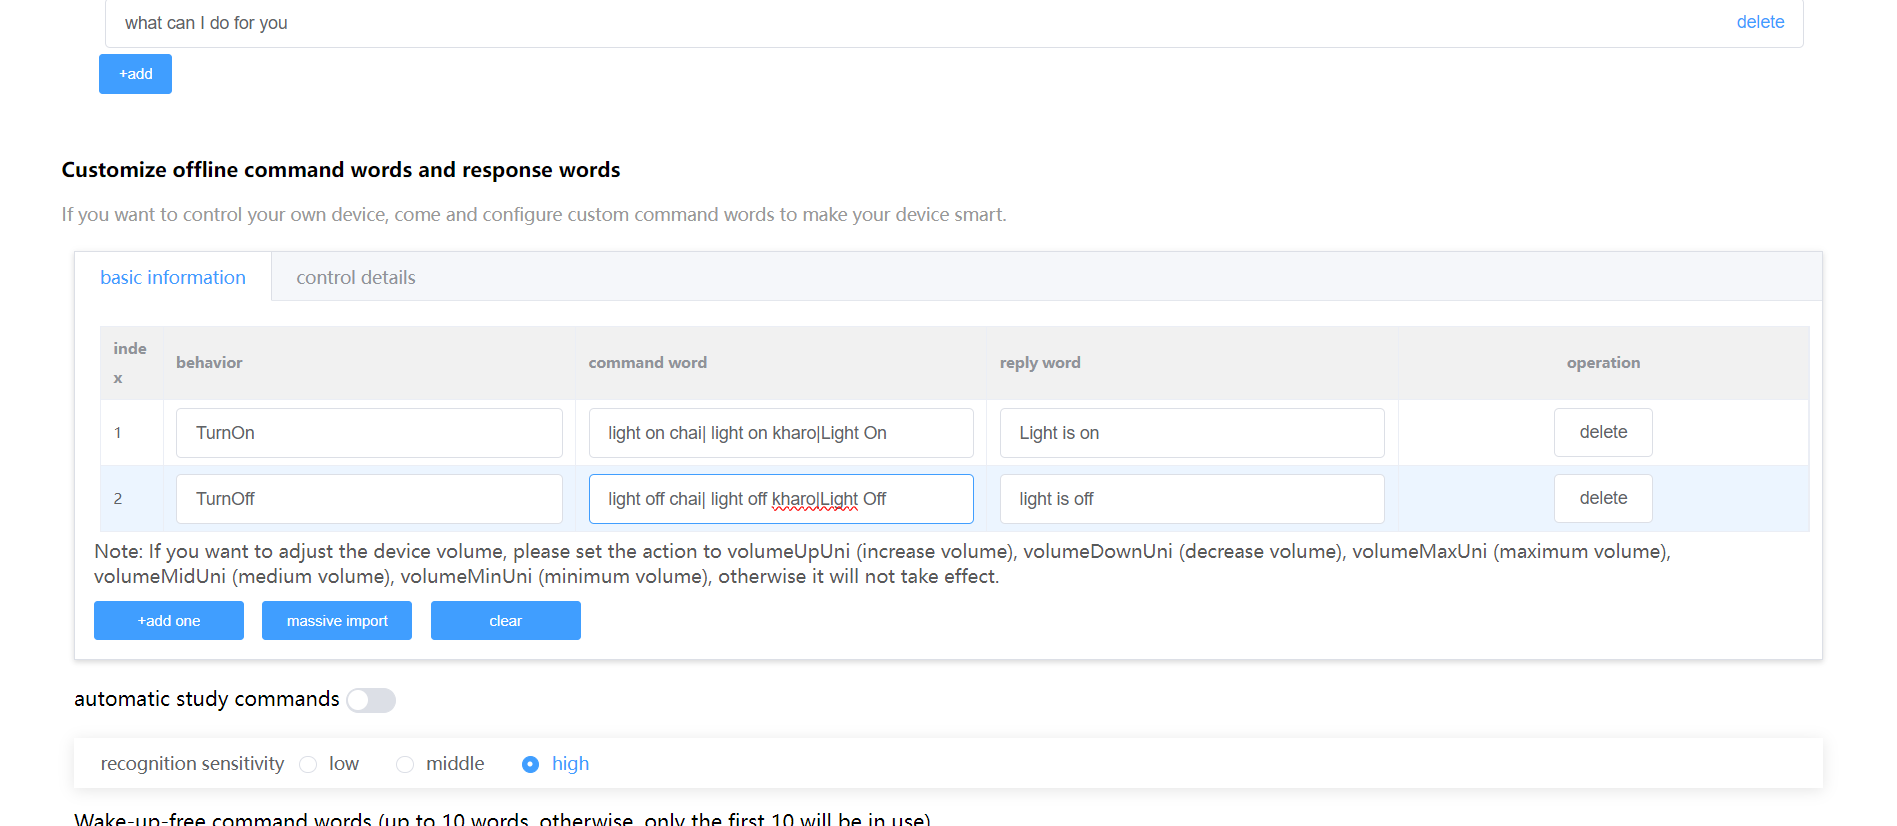 what can I do for you delete
+add
Customize offline command words and response words
If you want to control your own device, come and configure custom command words to make your device smart.
basic information control details
index behavior command word reply word operation
1 TurnOn light on chai| light on kharo|Light On Light is on delete
2 TurnOff light off chai| light off kharo|Light Off light is off delete
Note: If you want to adjust the device volume, please set the action to volumeUpUni (increase volume), volumeDownUni (decrease volume), volumeMaxUni (maximum volume),
volumeMidUni (medium volume), volumeMinUni (minimum volume), otherwise it will not take effect.
+add one massive import clear
automatic study commands
recognition sensitivity low middle high
Wake-up-free command words (up to 10 words, otherwise, only the first 10 will be in use)